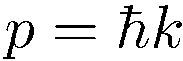 p = ħk